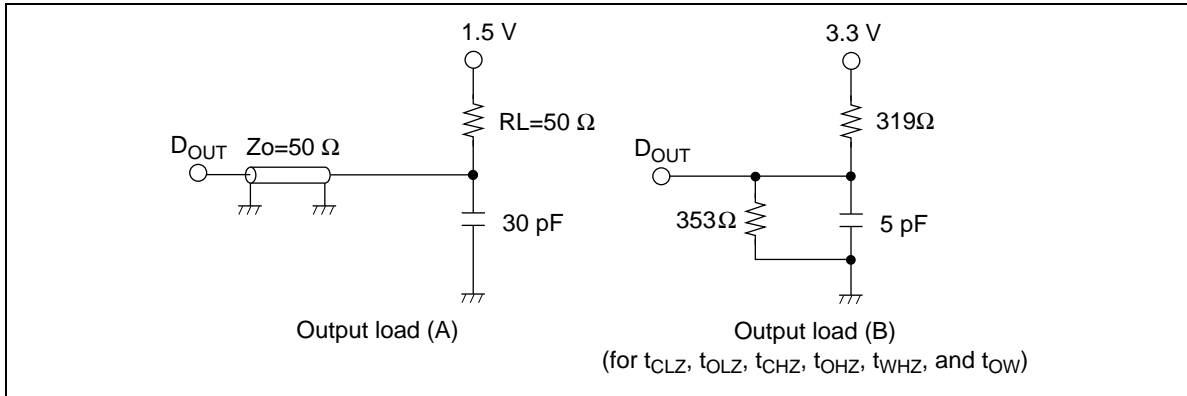 1.5 V
RL=50 Ω
DOUT
Zo=50 Ω
30 pF
Output load (A)
3.3 V
319Ω
DOUT
353Ω
5 pF
Output load (B)
(for tCLZ, tOLZ, tCHZ, tOHZ, tWHZ, and tOW)